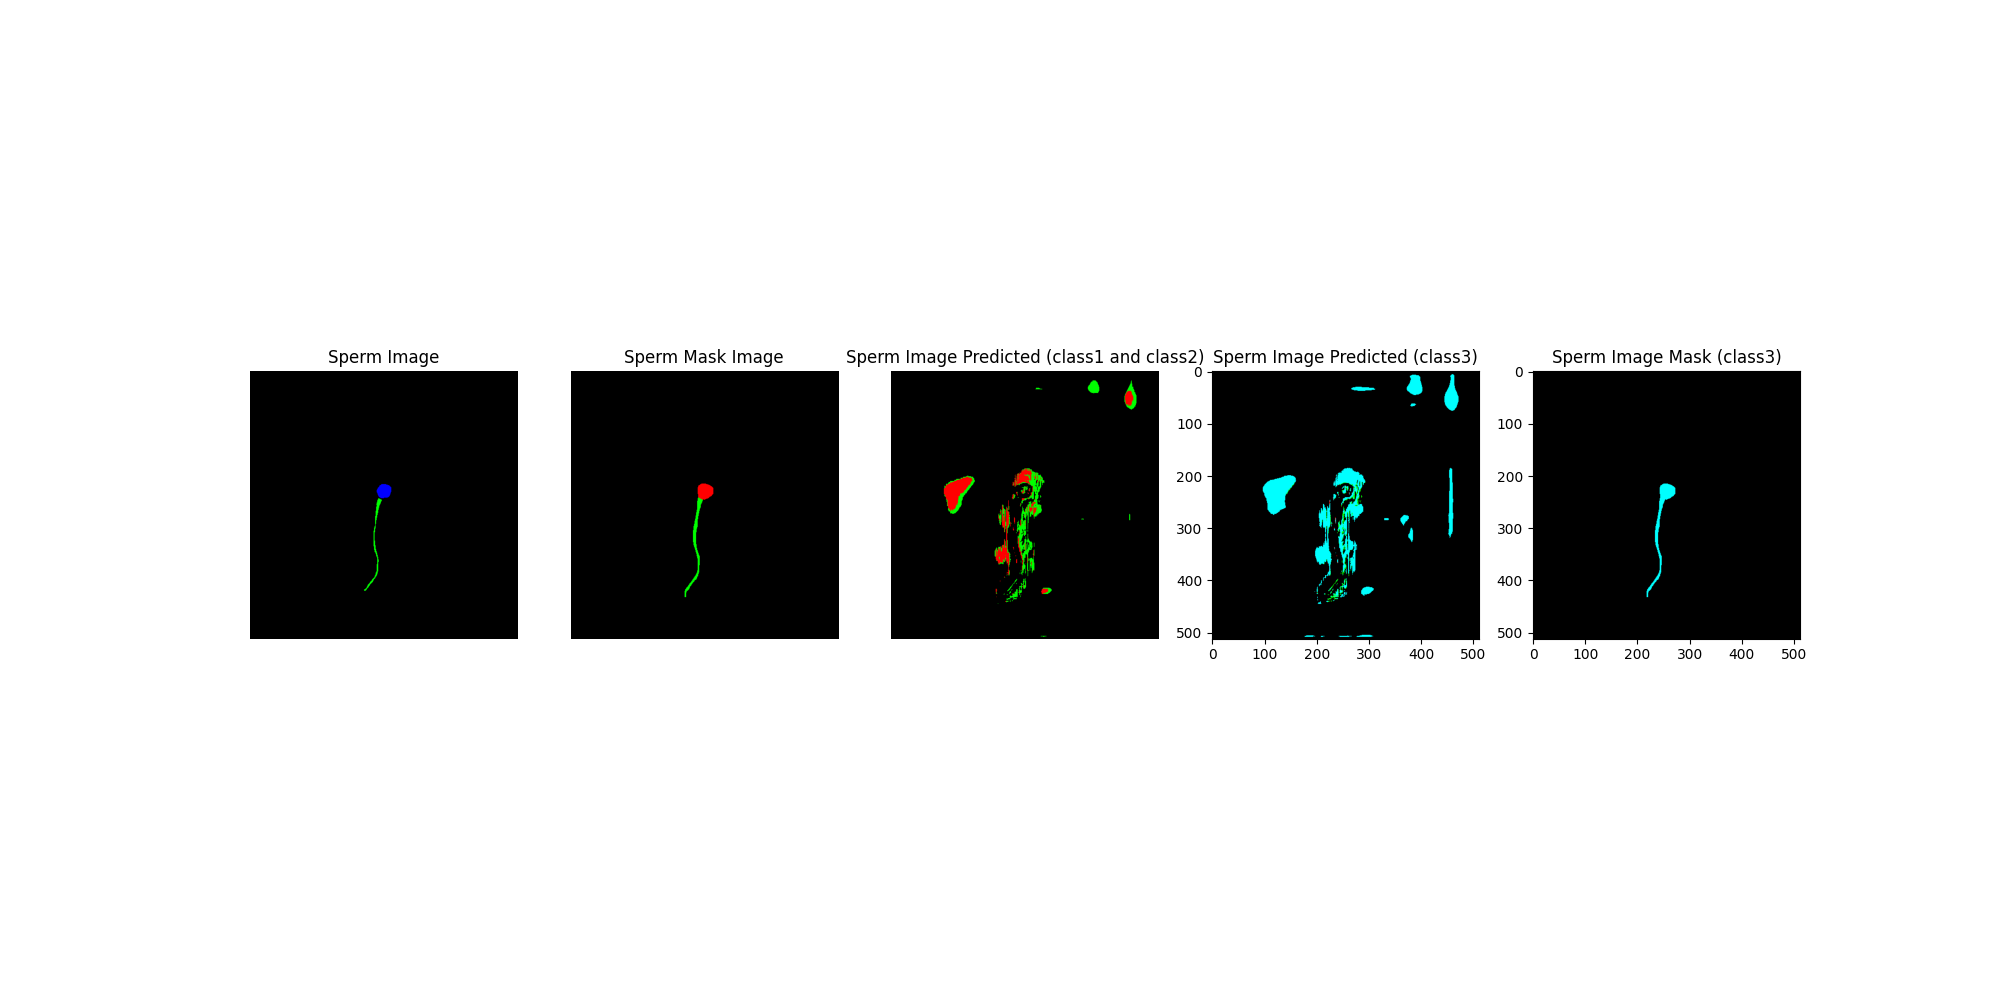 Sperm Image
Sperm Mask Image
Sperm Image Predicted (class1 and class2)
Sperm Image Predicted (class3)
Sperm Image Mask (class3)
0
100
200
300
400
500
0 100 200 300 400 500
0
100
200
300
400
500
0 100 200 300 400 500